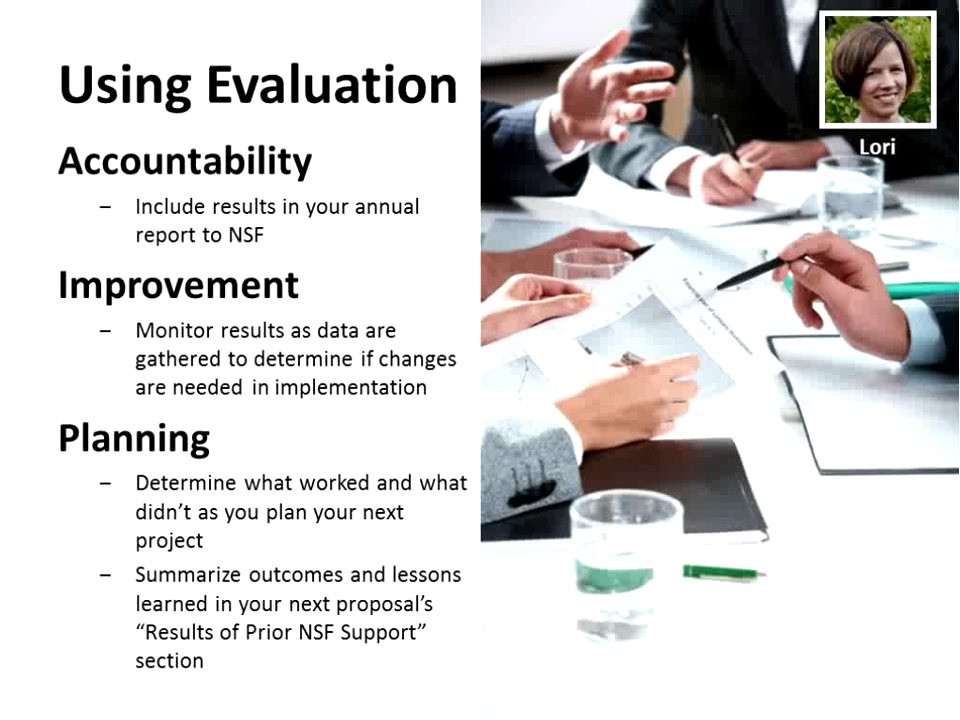 Using Evaluation
Lori
Accountability
– Include results in your annual
report to NSF
Improvement
– Monitor results as data are
gathered to determine if changes
are needed in implementation
Planning
– Determine what worked and what
didn’t as you plan your next
project
– Summarize outcomes and lessons
learned in your next proposal’s
“Results of Prior NSF Support”
section